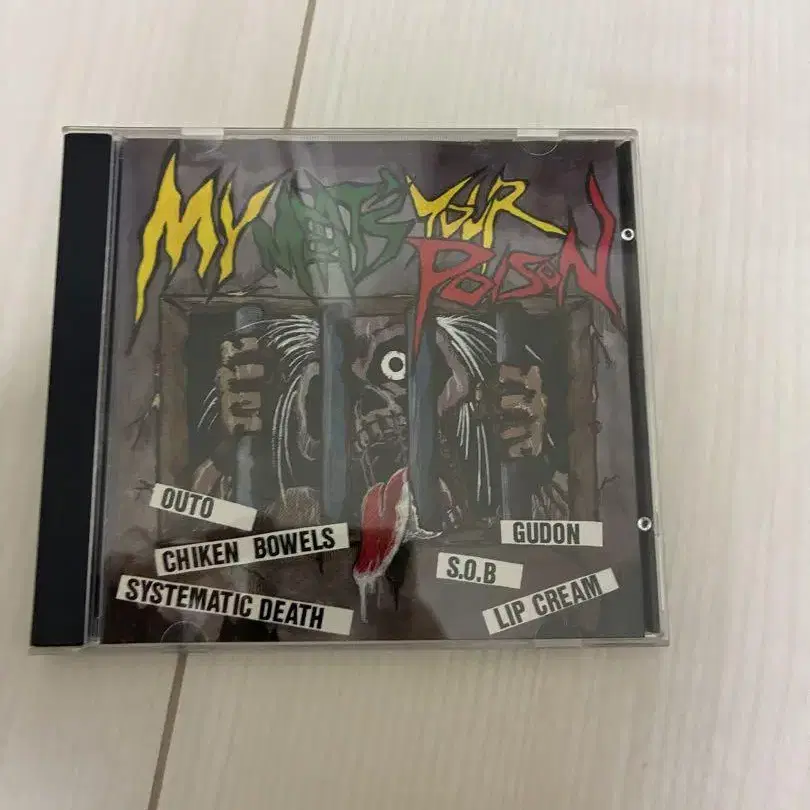 MY MEAT'S YOUR POISON
OUTO
CHIKEN BOWELS
SYSTEMATIC DEATH
GUDON
S.O.B
LIP CREAM